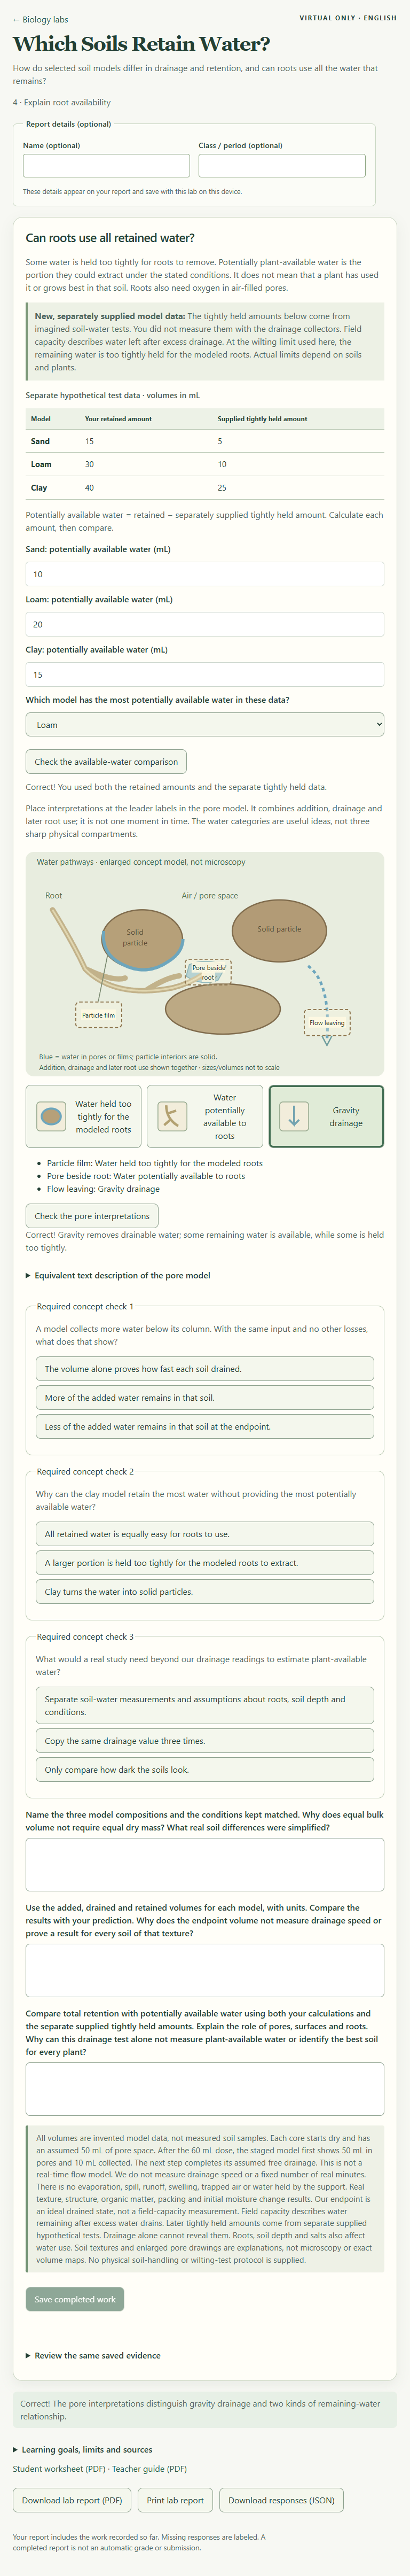 ← Biology labs
VIRTUAL ONLY · ENGLISH
Which Soils Retain Water?
How do selected soil models differ in drainage and retention, and can roots use all the water that
remains?
4 · Explain root availability
Report details (optional)
Name (optional)
Class / period (optional)
These details appear on your report and save with this lab on this device.
Can roots use all retained water?
Some water is held too tightly for roots to remove. Potentially plant-available water is the
portion they could extract under the stated conditions. It does not mean that a plant has used
it or grows best in that soil. Roots also need oxygen in air-filled pores.
New, separately supplied model data: The tightly held amounts below come from
imagined soil-water tests. You did not measure them with the drainage collectors. Field
capacity describes water left after excess drainage. At the wilting limit used here, the
remaining water is too tightly held for the modeled roots. Actual limits depend on soils
and plants.
Separate hypothetical test data · volumes in mL
Model Your retained amount Supplied tightly held amount
Sand 15 5
Loam 30 10
Clay 40 25
Potentially available water = retained − separately supplied tightly held amount. Calculate each
amount, then compare.
Sand: potentially available water (mL)
10
Loam: potentially available water (mL)
20
Clay: potentially available water (mL)
15
Which model has the most potentially available water in these data?
Loam
Check the available-water comparison
Correct! You used both the retained amounts and the separate tightly held data.
Place interpretations at the leader labels in the pore model. It combines addition, drainage and
later root use; it is not one moment in time. The water categories are useful ideas, not three
sharp physical compartments.
Water pathways · enlarged concept model, not microscopy
Root
Air / pore space
Solid
particle
Solid particle
Pore beside
root
Particle film
Flow leaving
Blue = water in pores or films; particle interiors are solid.
Addition, drainage and later root use shown together · sizes/volumes not to scale
Water held too
tightly for the
modeled roots
Water
potentially
available to
roots
Gravity
drainage
• Particle film: Water held too tightly for the modeled roots
• Pore beside root: Water potentially available to roots
• Flow leaving: Gravity drainage
Check the pore interpretations
Correct! Gravity removes drainable water; some remaining water is available, while some is held
too tightly.
▶ Equivalent text description of the pore model
Required concept check 1
A model collects more water below its column. With the same input and no other losses,
what does that show?
The volume alone proves how fast each soil drained.
More of the added water remains in that soil.
Less of the added water remains in that soil at the endpoint.
Required concept check 2
Why can the clay model retain the most water without providing the most potentially
available water?
All retained water is equally easy for roots to use.
A larger portion is held too tightly for the modeled roots to extract.
Clay turns the water into solid particles.
Required concept check 3
What would a real study need beyond our drainage readings to estimate plant-available
water?
Separate soil-water measurements and assumptions about roots, soil depth and
conditions.
Copy the same drainage value three times.
Only compare how dark the soils look.
Name the three model compositions and the conditions kept matched. Why does equal bulk
volume not require equal dry mass? What real soil differences were simplified?
Use the added, drained and retained volumes for each model, with units. Compare the
results with your prediction. Why does the endpoint volume not measure drainage speed or
prove a result for every soil of that texture?
Compare total retention with potentially available water using both your calculations and
the separate supplied tightly held amounts. Explain the role of pores, surfaces and roots.
Why can this drainage test alone not measure plant-available water or identify the best soil
for every plant?
All volumes are invented model data, not measured soil samples. Each core starts dry and has
an assumed 50 mL of pore space. After the 60 mL dose, the staged model first shows 50 mL in
pores and 10 mL collected. The next step completes its assumed free drainage. This is not a
real-time flow model. We do not measure drainage speed or a fixed number of real minutes.
There is no evaporation, spill, runoff, swelling, trapped air or water held by the support. Real
texture, structure, organic matter, packing and initial moisture change results. Our endpoint is
an ideal drained state, not a field-capacity measurement. Field capacity describes water
remaining after excess water drains. Later tightly held amounts come from separate supplied
hypothetical tests. Drainage alone cannot reveal them. Roots, soil depth and salts also affect
water use. Soil textures and enlarged pore drawings are explanations, not microscopy or exact
volume maps. No physical soil-handling or wilting-test protocol is supplied.
Save completed work
▶ Review the same saved evidence
Correct! The pore interpretations distinguish gravity drainage and two kinds of remaining-water
relationship.
▶ Learning goals, limits and sources
Student worksheet (PDF) · Teacher guide (PDF)
Download lab report (PDF)
Print lab report
Download responses (JSON)
Your report includes the work recorded so far. Missing responses are labeled. A
completed report is not an automatic grade or submission.